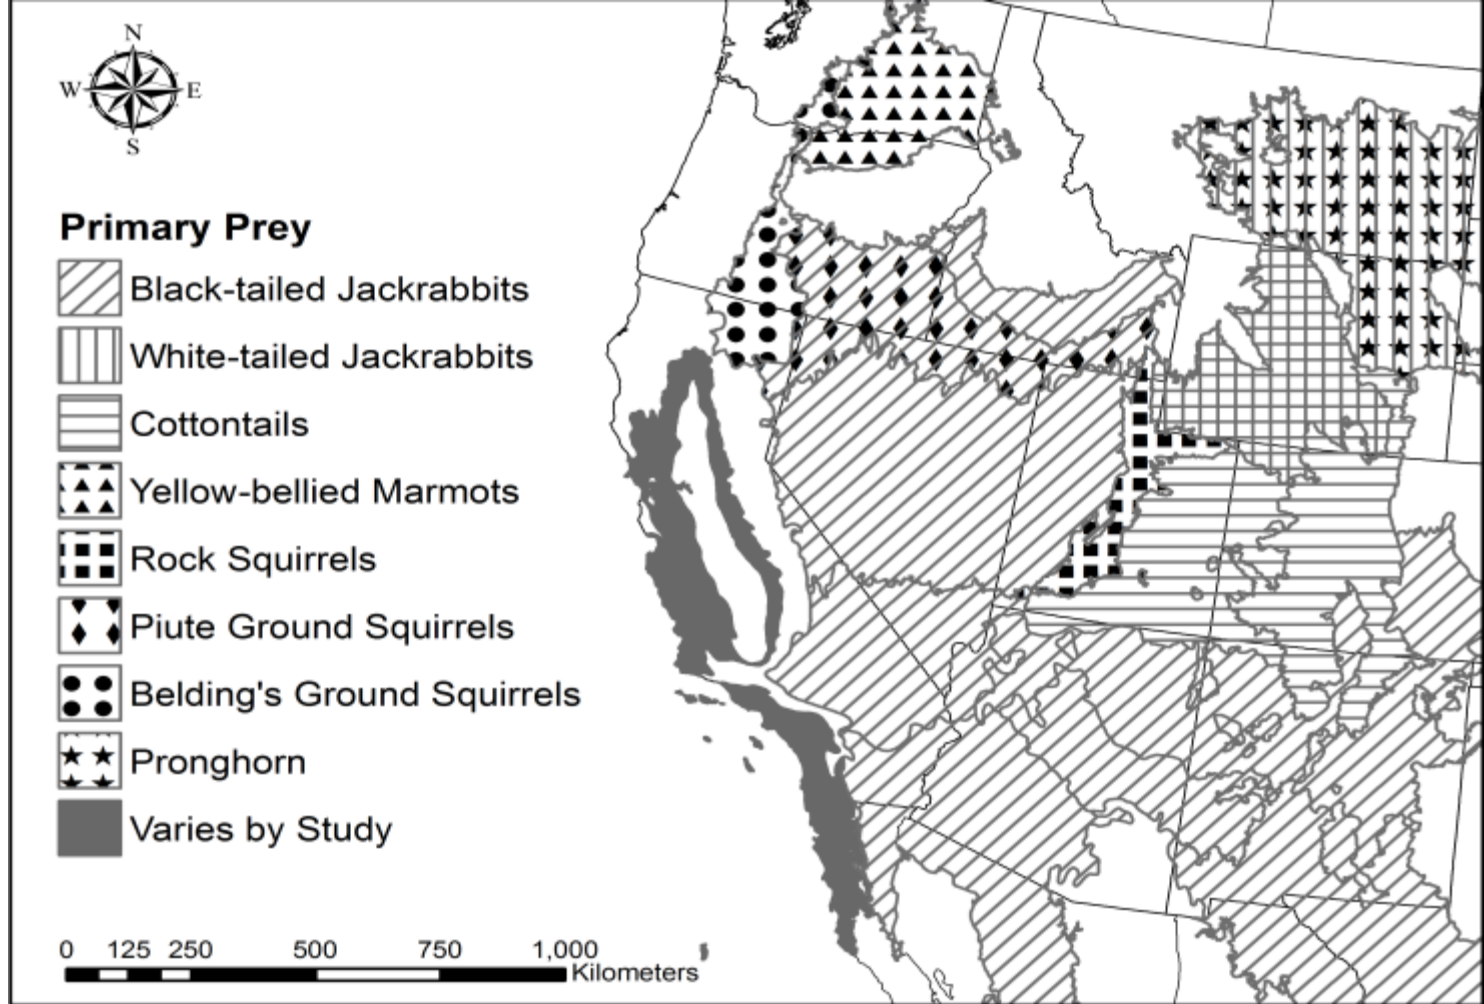 N
W E
S
Primary Prey
Black-tailed Jackrabbits
White-tailed Jackrabbits
Cottontails
Yellow-bellied Marmots
Rock Squirrels
Piute Ground Squirrels
Belding's Ground Squirrels
Pronghorn
Varies by Study
0 125 250 500 750 1,000
Kilometers